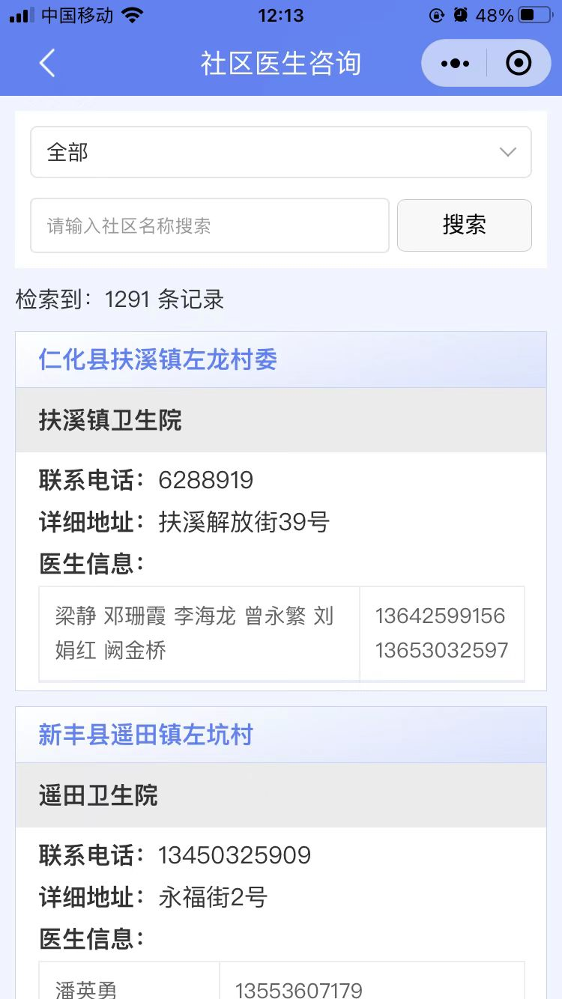 中国移动
12:13
48%
社区医生咨询
全部
请输入社区名称搜索
搜索
检索到：1291 条记录
仁化县扶溪镇左龙村委
扶溪镇卫生院
联系电话：6288919
详细地址：扶溪解放街39号
医生信息：
梁静 邓珊霞 李海龙 曾永繁 刘
娟红 阙金桥
13642599156
13653032597
新丰县遥田镇左坑村
遥田卫生院
联系电话：13450325909
详细地址：永福街2号
医生信息：
潘英勇
13553607179